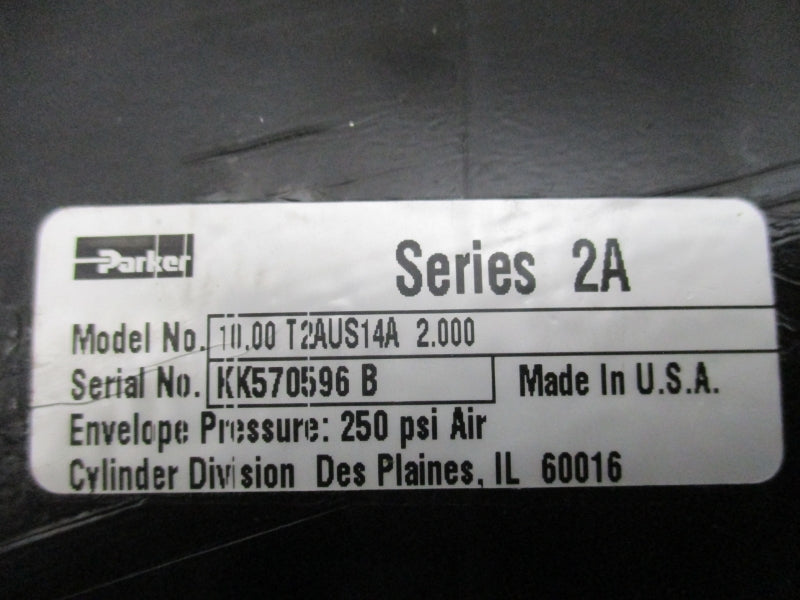 Parker
Series 2A
Model No. 10.00 T2AUS14A 2.000
Serial No. KK570596 B Made In U.S.A.
Envelope Pressure: 250 psi Air
Cylinder Division Des Plaines, IL 60016